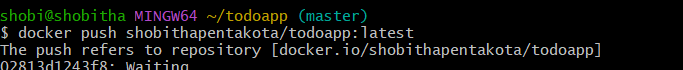 shobi@shobitha MINGW64 ~/todoapp (master)
$ docker push shobithapentakota/todoapp:latest
The push refers to repository [docker.io/shobithapentakota/todoapp]
02813d1243f8: Waiting